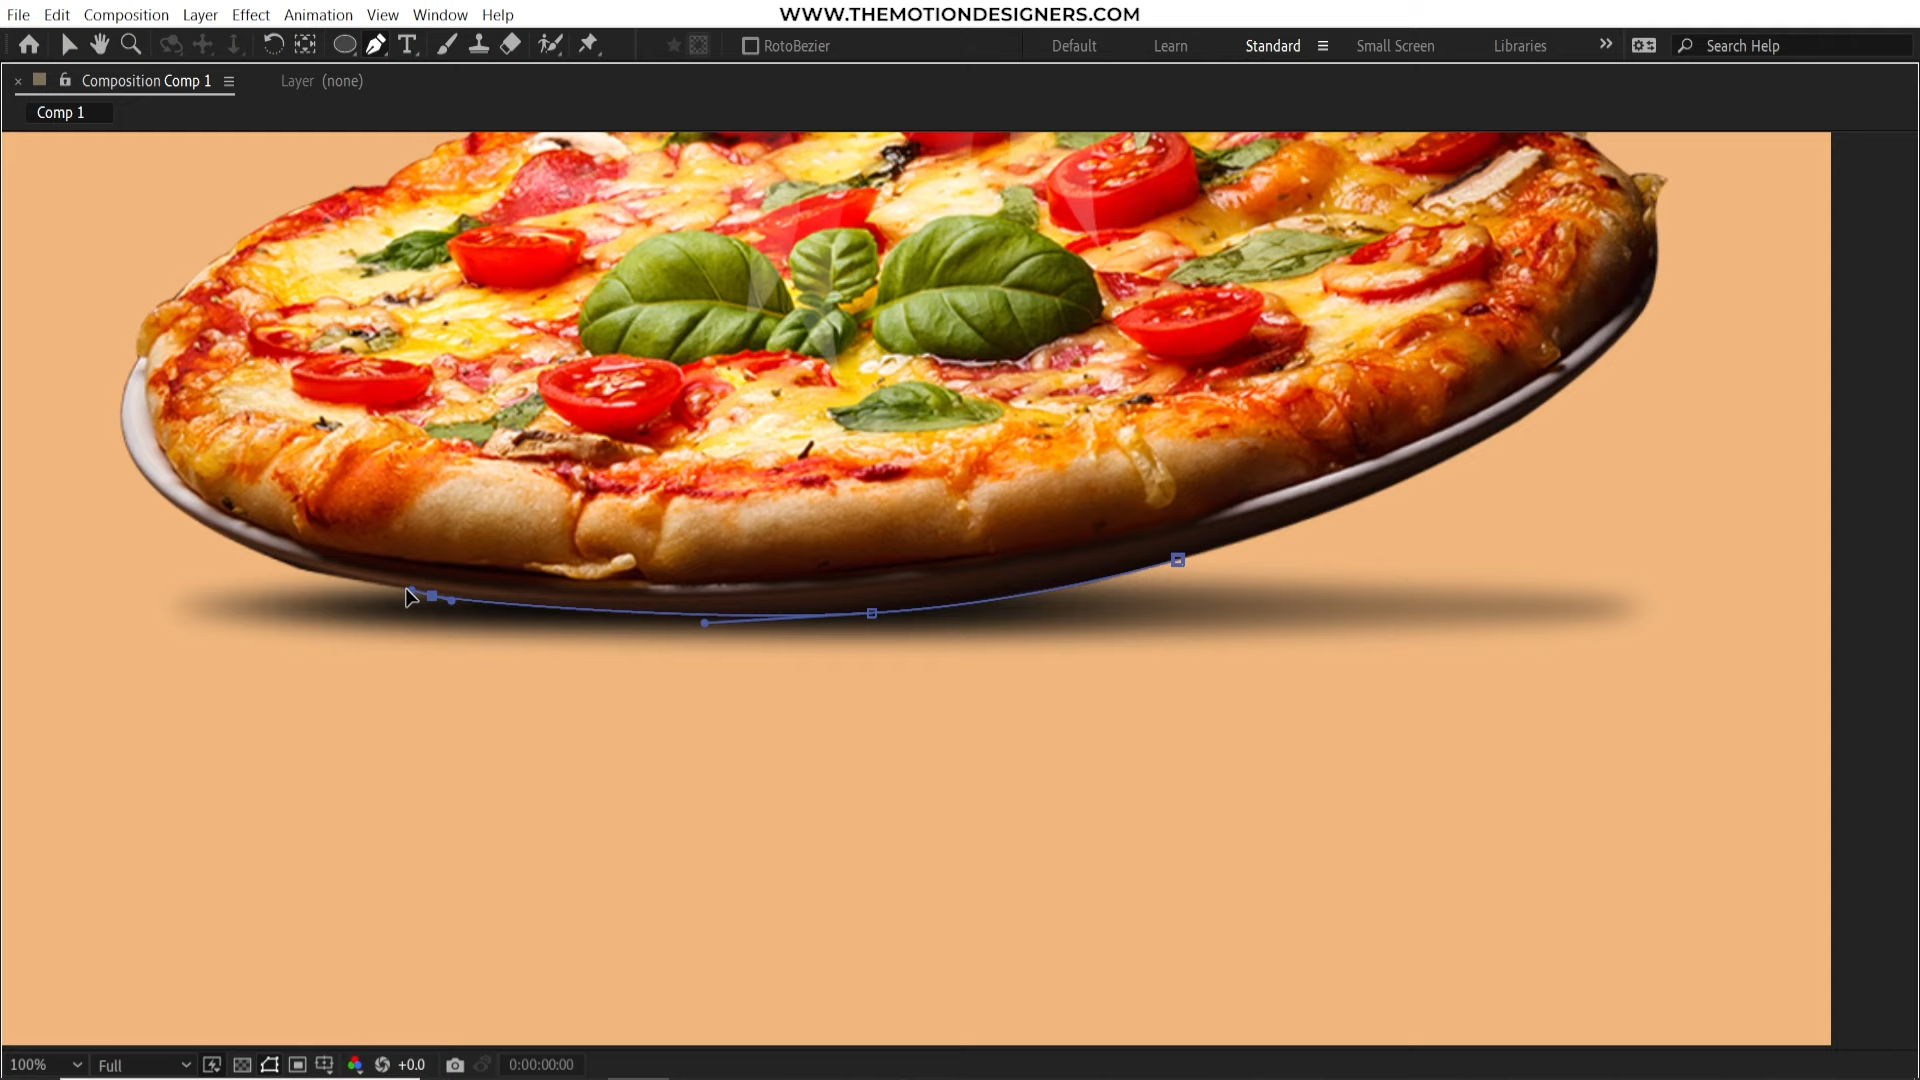 File Edit Composition Layer Effect Animation View Window Help WWW.THEMOTIONDESIGNERS.COM
T RotoBezier Default Learn Standard Small Screen Libraries Search Help
× Composition Comp 1 Layer (none)
Comp 1
100% Full +0.0 0:00:00:00